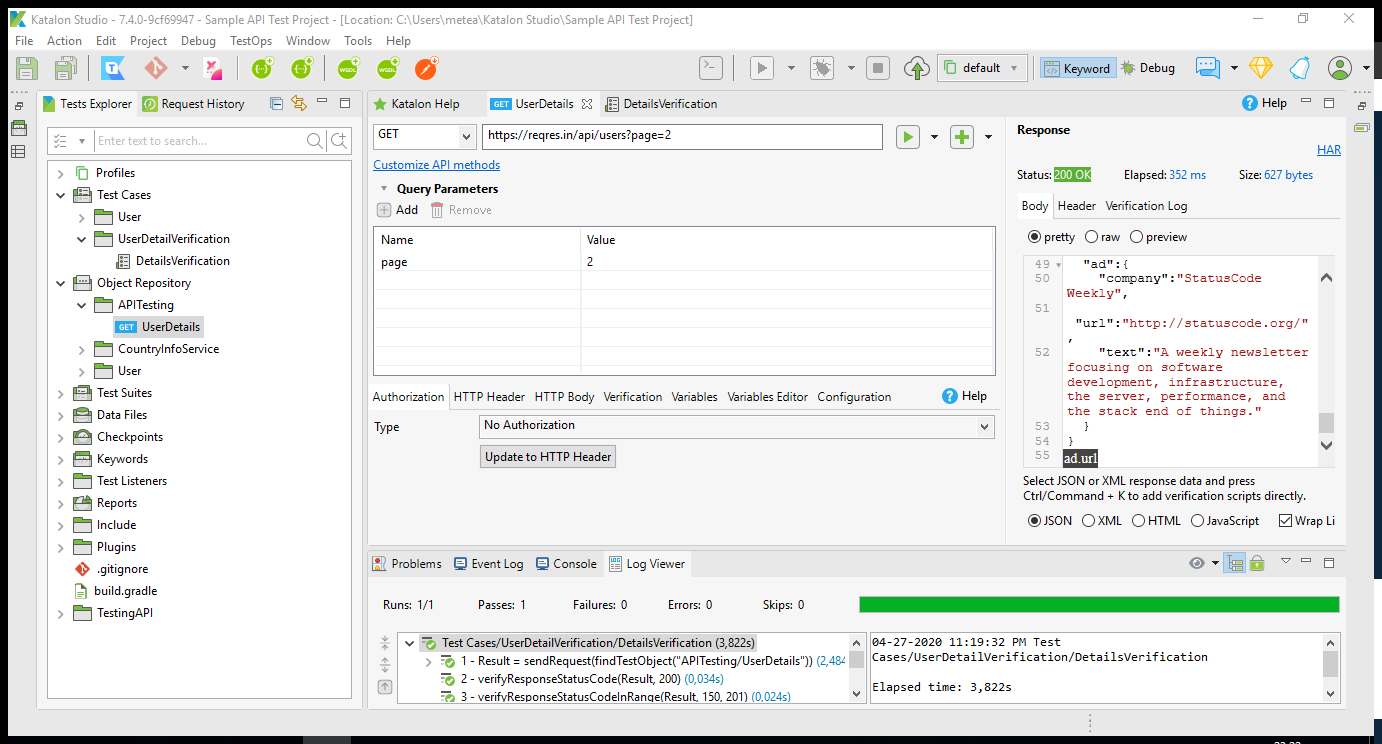 Katalon Studio - 7.4.0-9cf69947 - Sample API Test Project - [Location: C:\Users\metea\Katalon Studio\Sample API Test Project]
File Action Edit Project Debug TestOps Window Tools Help
default
Keyword
Debug
Tests Explorer
Request History
Enter text to search...
Profiles
Test Cases
User
UserDetailVerification
DetailsVerification
Object Repository
APITesting
GET UserDetails
CountryInfoService
User
Test Suites
Data Files
Checkpoints
Keywords
Test Listeners
Reports
Include
Plugins
.gitignore
build.gradle
TestingAPI
Katalon Help
GET UserDetails
DetailsVerification
Help
GET
https://reqres.in/api/users?page=2
Customize API methods
Query Parameters
Add
Remove
Name Value
page 2
Authorization HTTP Header HTTP Body Verification Variables Variables Editor Configuration
Help
Type
No Authorization
Update to HTTP Header
Response
HAR
Status: 200 OK Elapsed: 352 ms Size: 627 bytes
Body Header Verification Log
pretty raw preview
49 "ad":{
50 "company":"StatusCode
Weekly",
51
"url":"http://statuscode.org/"
,
52 "text":"A weekly newsletter
focusing on software
development, infrastructure,
the server, performance, and
the stack end of things."
53 }
54 }
55 ad.url
Select JSON or XML response data and press
Ctrl/Command + K to add verification scripts directly.
JSON XML HTML JavaScript Wrap Li
Problems Event Log Console Log Viewer
Runs: 1/1 Passes: 1 Failures: 0 Errors: 0 Skips: 0
Test Cases/UserDetailVerification/DetailsVerification (3,822s)
1 - Result = sendRequest(findTestObject("APITesting/UserDetails")) (2,484
2 - verifyResponseStatusCode(Result, 200) (0,034s)
3 - verifyResponseStatusCodeInRange(Result, 150, 201) (0,024s)
04-27-2020 11:19:32 PM Test
Cases/UserDetailVerification/DetailsVerification
Elapsed time: 3,822s